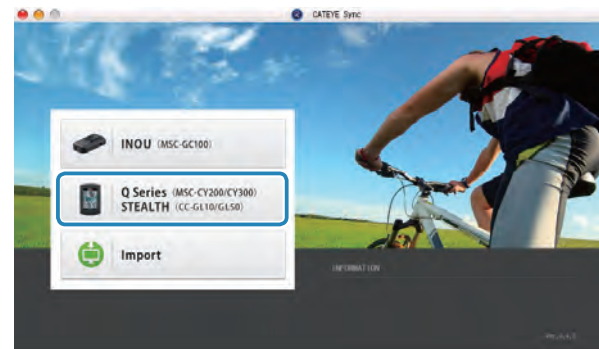 CATEYE Sync
INOU (MSC-GC100)
Q Series (MSC-CY200/CY300)
STEALTH (CC-GL10/GL50)
Import
INFORMATION